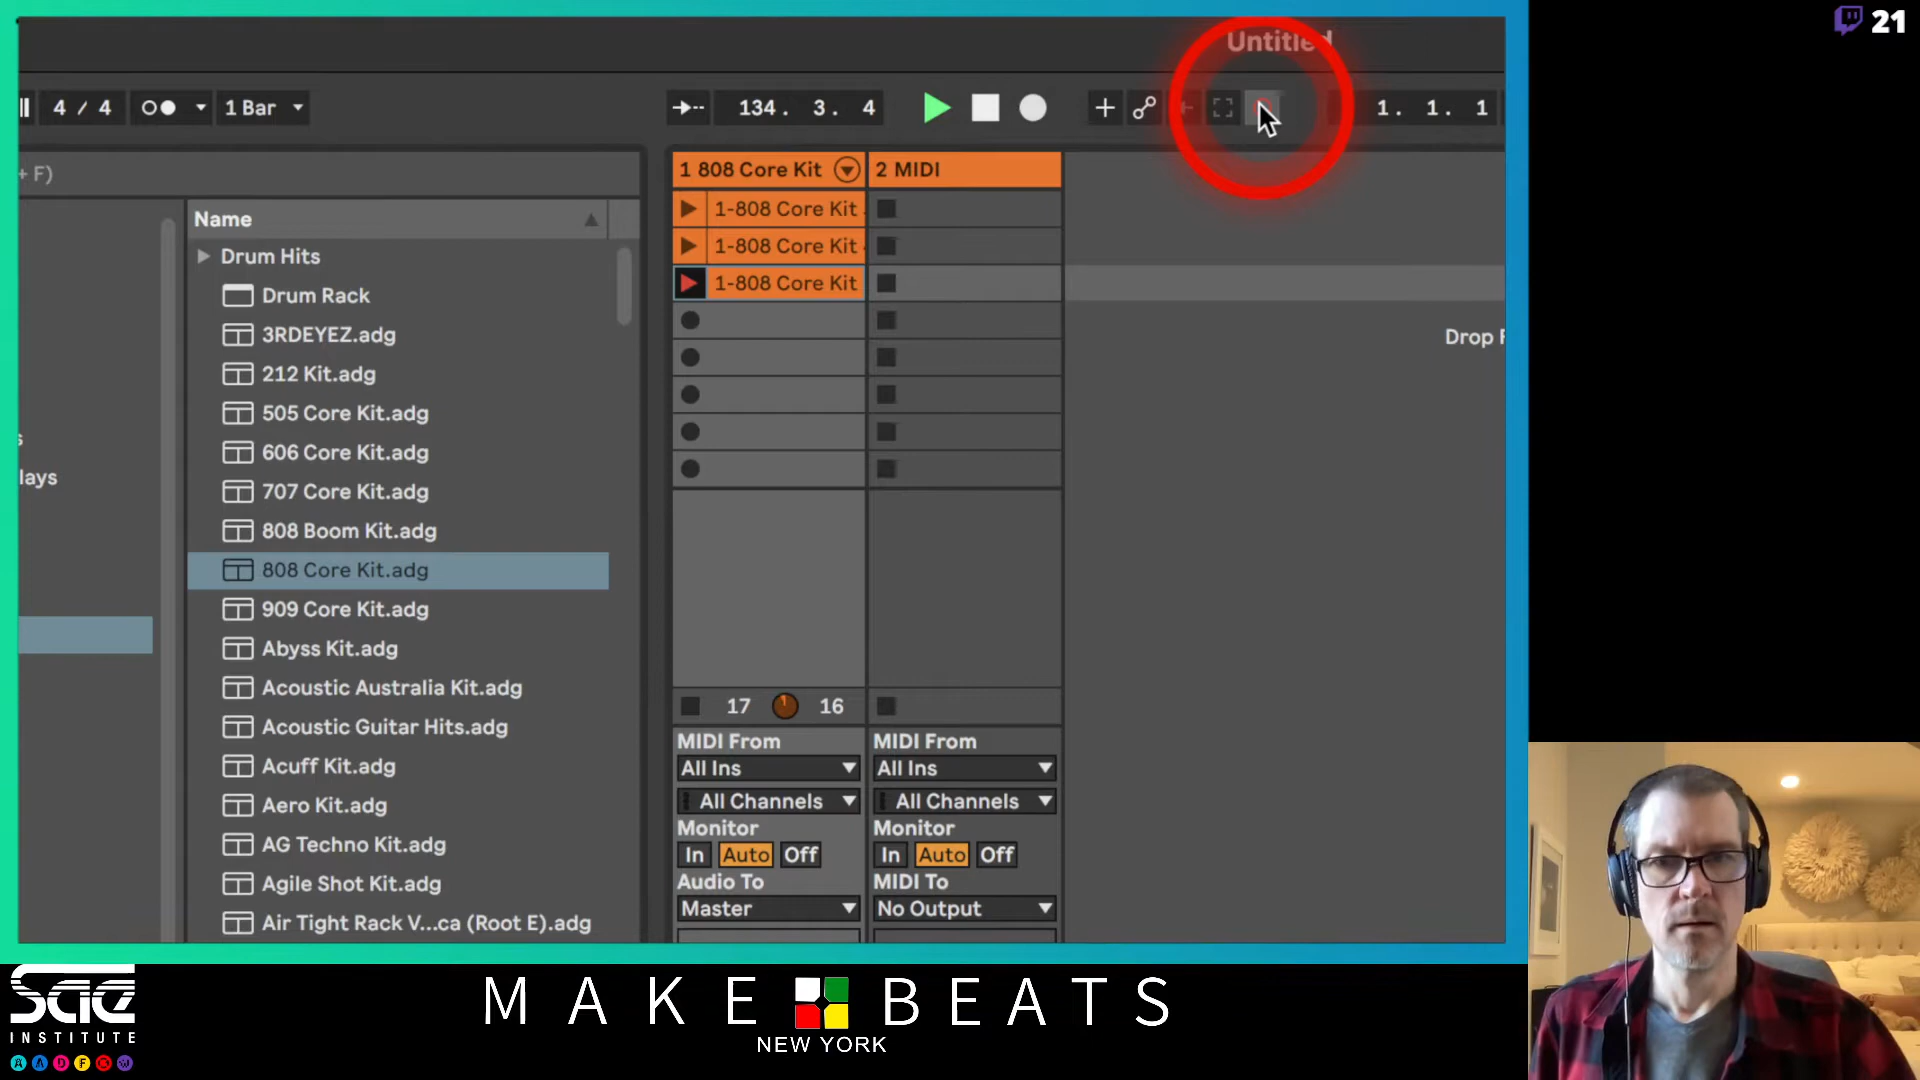 21
Untitled
4 / 4
1 Bar
134. 3. 4
1. 1. 1
+ F)
Name
Drum Hits
Drum Rack
3RDEYEZ.adg
212 Kit.adg
505 Core Kit.adg
606 Core Kit.adg
707 Core Kit.adg
808 Boom Kit.adg
808 Core Kit.adg
909 Core Kit.adg
Abyss Kit.adg
Acoustic Australia Kit.adg
Acoustic Guitar Hits.adg
Acuff Kit.adg
Aero Kit.adg
AG Techno Kit.adg
Agile Shot Kit.adg
Air Tight Rack V...ca (Root E).adg
s
lays
1 808 Core Kit
2 MIDI
1-808 Core Kit
1-808 Core Kit
1-808 Core Kit
Drop F
17 16
MIDI From
All Ins
All Channels
Monitor
In Auto Off
Audio To
Master
MIDI From
All Ins
All Channels
Monitor
In Auto Off
MIDI To
No Output
sae
INSTITUTE
A A D F W
MAKE BEATS
NEW YORK